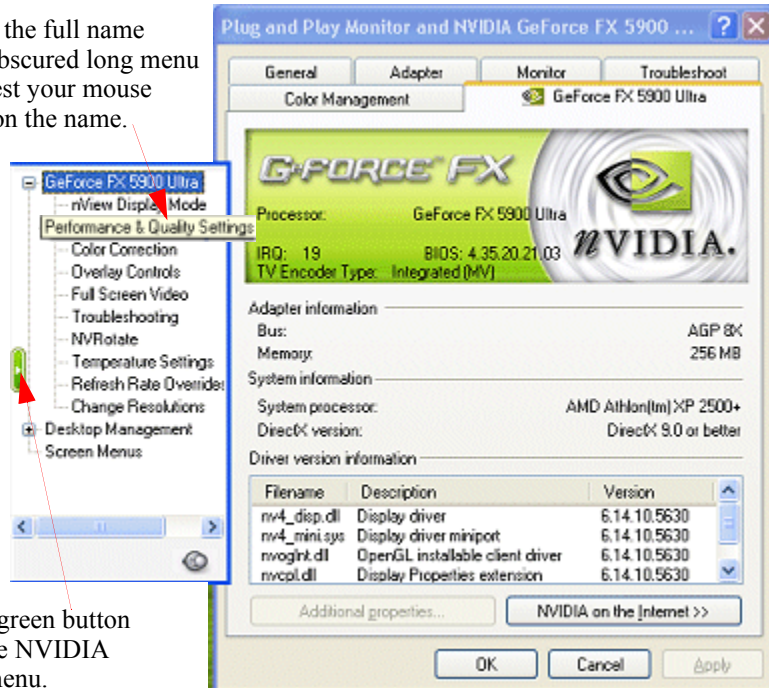 the full name
bscured long menu
est your mouse
on the name.
GeForce FX 5900 Ultra
nView Display Mode
Performance & Quality Settings
Color Correction
Overlay Controls
Full Screen Video
Troubleshooting
NVRotate
Temperature Settings
Refresh Rate Overrides
Change Resolutions
Desktop Management
Screen Menus
green button
e NVIDIA
nenu.
Plug and Play Monitor and NVIDIA GeForce FX 5900 ...
General Adapter Monitor Troubleshoot
Color Management GeForce FX 5900 Ultra
GEFORCE FX
Processor: GeForce FX 5900 Ultra
IRQ: 19 BIOS: 4.35.20.21.03
TV Encoder Type: Integrated (MV)
nVIDIA.
Adapter information
Bus: AGP 8X
Memory: 256 MB
System information
System processor: AMD Athlon(tm) XP 2500+
DirectX version: DirectX 9.0 or better
Driver version information
Filename Description Version
nv4_disp.dll Display driver 6.14.10.5630
nv4_mini.sys Display driver miniport 6.14.10.5630
nvoglnt.dll OpenGL installable client driver 6.14.10.5630
nvcpl.dll Display Properties extension 6.14.10.5630
Additional properties... NVIDIA on the Internet >>
OK Cancel Apply